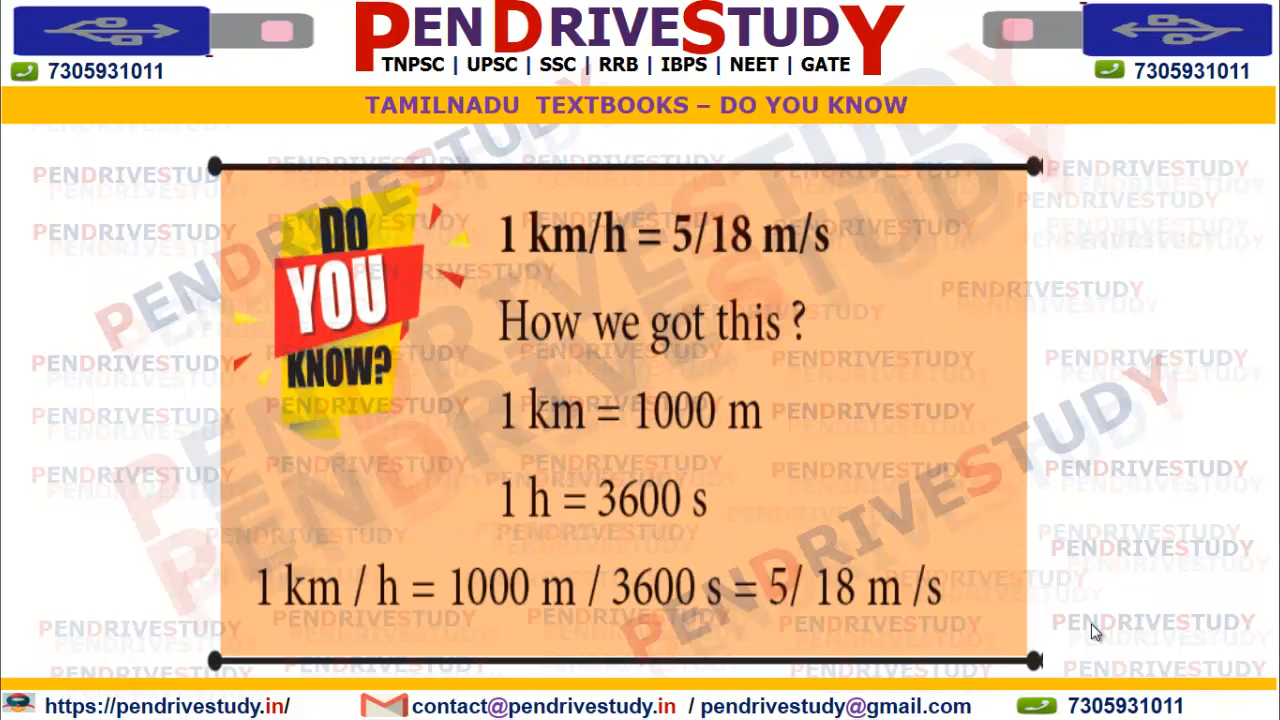 PENDRIVESTUDY
TNPSC | UPSC | SSC | RRB | IBPS | NEET | GATE
7305931011
7305931011
TAMILNADU TEXTBOOKS – DO YOU KNOW
DO
YOU
KNOW?
1 km/h = 5/18 m/s
How we got this ?
1 km = 1000 m
1 h = 3600 s
1 km / h = 1000 m / 3600 s = 5/ 18 m /s
PENDRIVESTUDY
https://pendrivestudy.in/
contact@pendrivestudy.in / pendrivestudy@gmail.com
7305931011